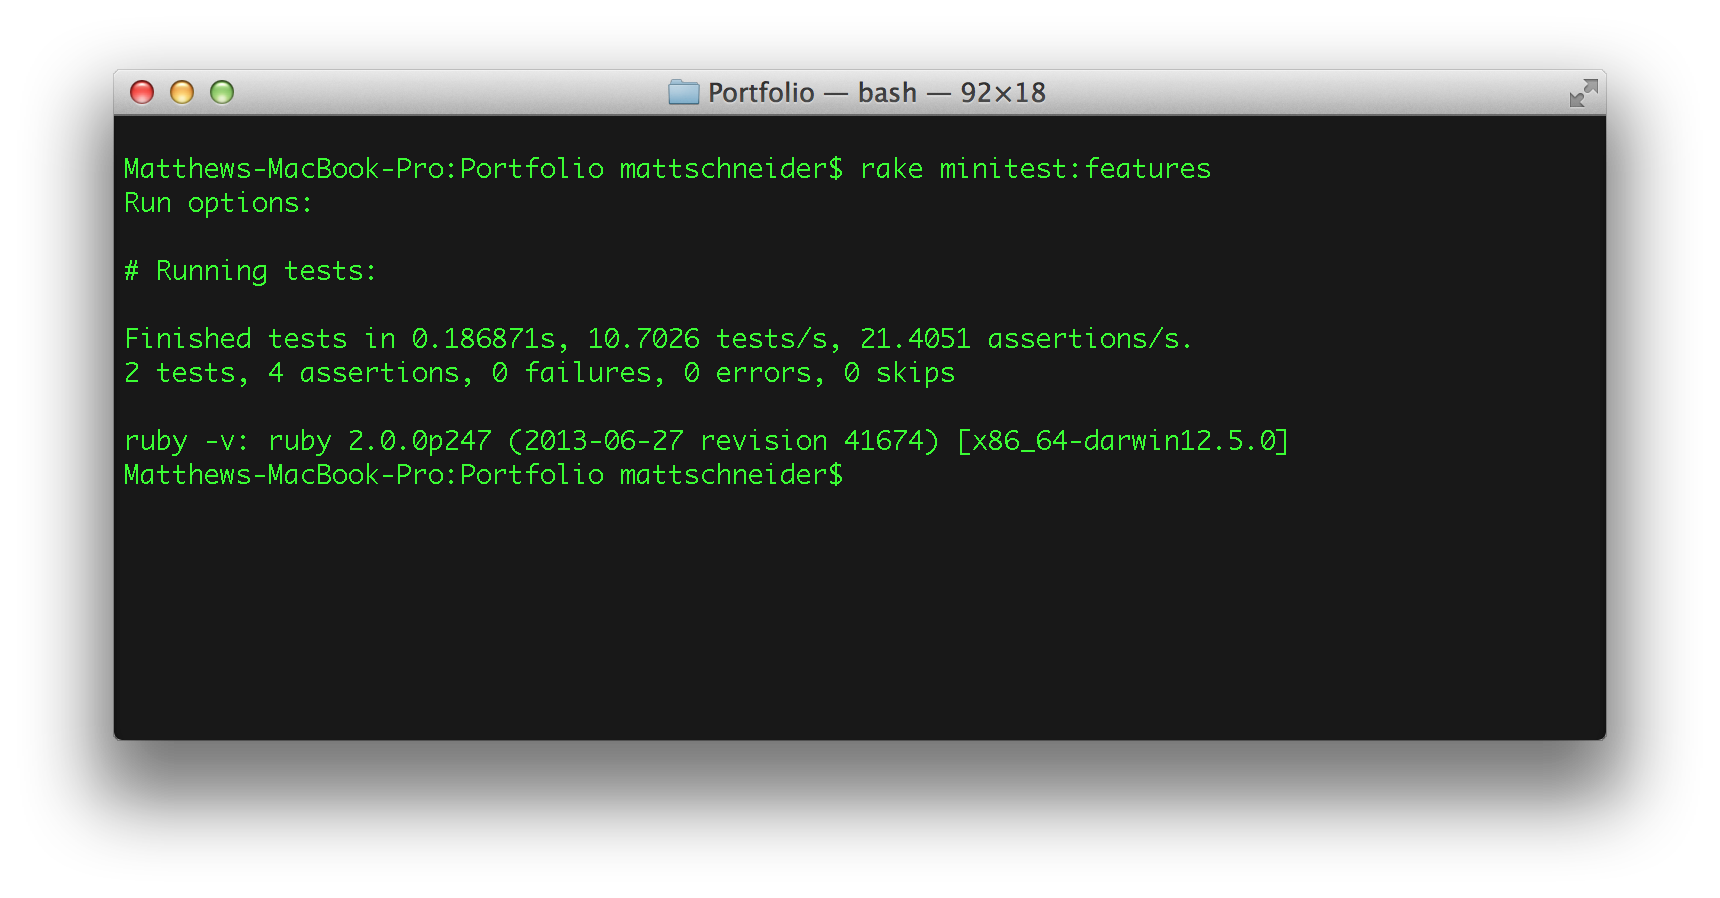 Portfolio — bash — 92×18
Matthews-MacBook-Pro:Portfolio mattschneider$ rake minitest:features
Run options:
# Running tests:
Finished tests in 0.186871s, 10.7026 tests/s, 21.4051 assertions/s.
2 tests, 4 assertions, 0 failures, 0 errors, 0 skips
ruby -v: ruby 2.0.0p247 (2013-06-27 revision 41674) [x86_64-darwin12.5.0]
Matthews-MacBook-Pro:Portfolio mattschneider$